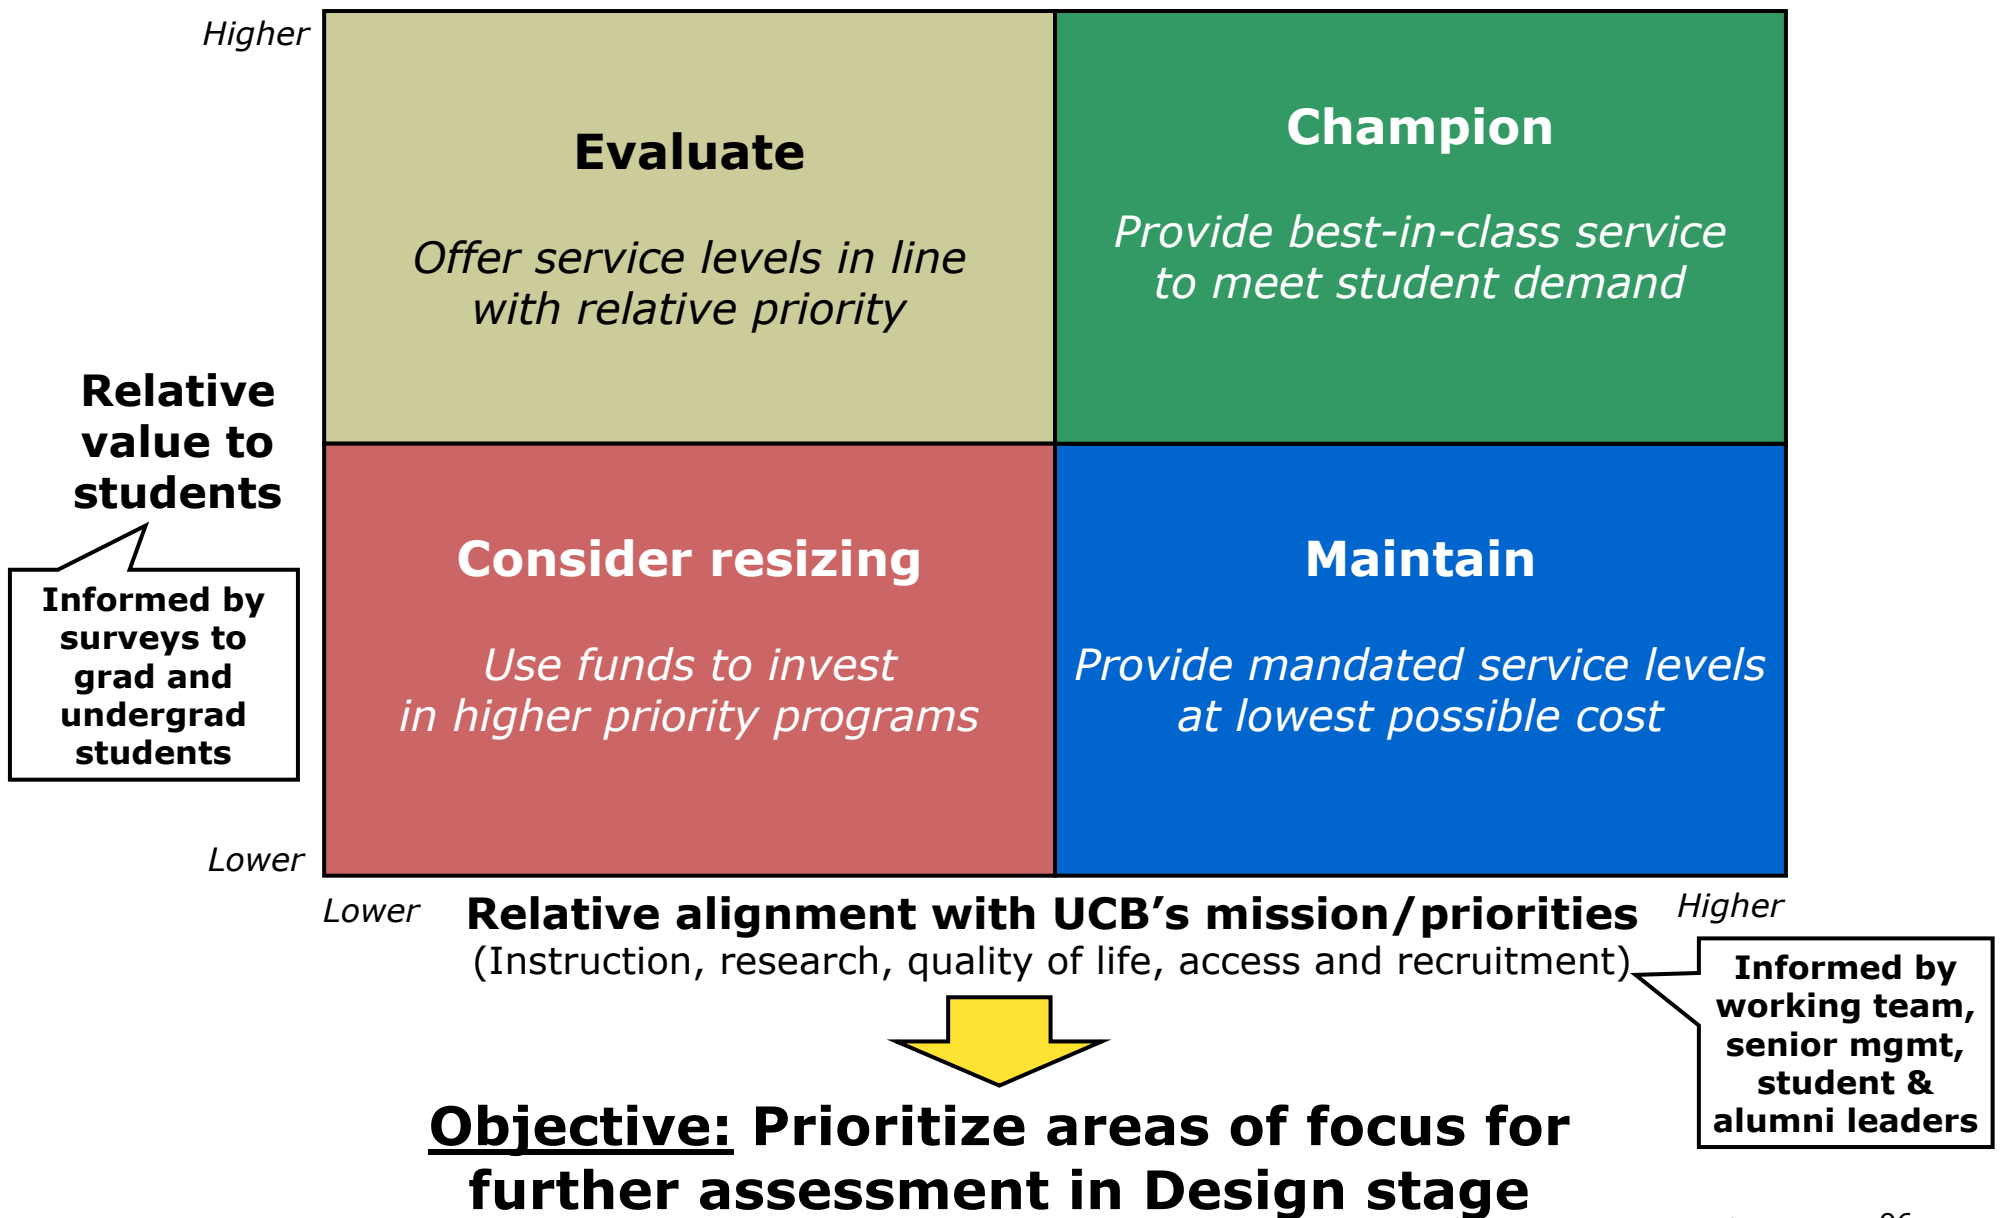 Higher
Evaluate
Offer service levels in line
with relative priority
Champion
Provide best-in-class service
to meet student demand
Relative
value to
students
Informed by
surveys to
grad and
undergrad
students
Consider resizing
Use funds to invest
in higher priority programs
Maintain
Provide mandated service levels
at lowest possible cost
Lower
Lower
Relative alignment with UCB’s mission/priorities
Higher
(Instruction, research, quality of life, access and recruitment)
Informed by
working team,
senior mgmt,
student &
alumni leaders
Objective: Prioritize areas of focus for
further assessment in Design stage